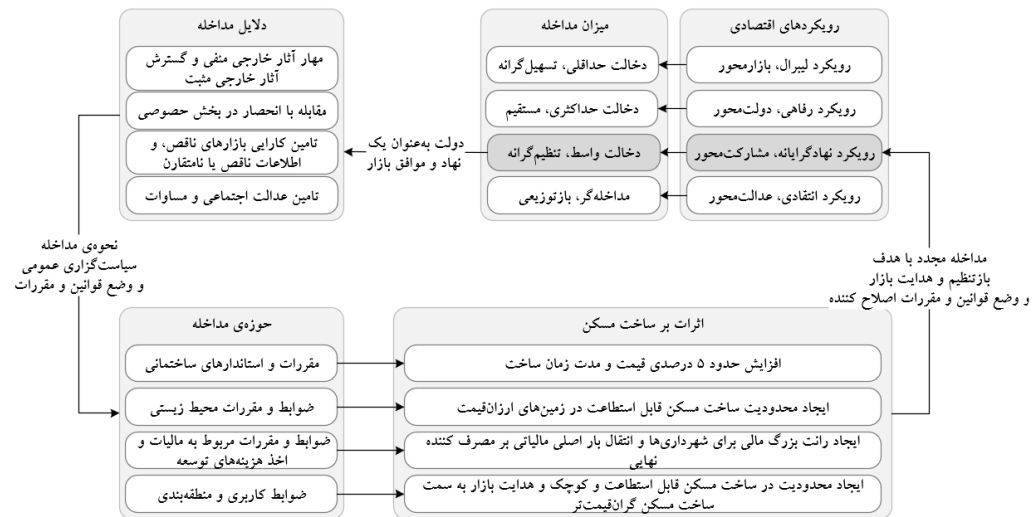 رویکردهای اقتصادی
رویکرد لیبرال، بازارمحور
رویکرد رفاهی، دولت‌محور
رویکرد نهادگرایانه، مشارکت‌محور
رویکرد انتقادی، عدالت‌محور
میزان مداخله
دخالت حداقلی، تسهیل‌گرانه
دخالت حداکثری، مستقیم
دخالت واسط، تنظیم‌گرانه
مداخله‌گر، بازتوزیعی
دولت به‌عنوان یک
نهاد و موافق بازار
دلایل مداخله
مهار آثار خارجی منفی و گسترش
آثار خارجی مثبت
مقابله با انحصار در بخش خصوصی
تامین کارایی بازارهای ناقص، و
اطلاعات ناقص یا نامتقارن
تامین عدالت اجتماعی و مساوات
نحوه‌ی مداخله
سیاست‌گزاری عمومی
و وضع قوانین و مقررات
حوزه‌ی مداخله
مقررات و استاندارهای ساختمانی
ضوابط و مقررات محیط زیستی
ضوابط و مقررات مربوط به مالیات و
اخذ هزینه‌های توسعه
ضوابط کاربری و منطقه‌بندی
اثرات بر ساخت مسکن
افزایش حدود ۵ درصدی قیمت و مدت زمان ساخت
ایجاد محدودیت ساخت مسکن قابل استطاعت در زمین‌های ارزان‌قیمت
ایجاد رانت بزرگ مالی برای شهرداری‌ها و انتقال بار اصلی مالیاتی بر مصرف کننده
نهایی
ایجاد محدودیت در ساخت مسکن قابل استطاعت و کوچک و هدایت بازار به سمت
ساخت مسکن گران‌قیمت‌تر
مداخله مجدد با هدف
بازتنظیم و هدایت بازار
و وضع قوانین و مقررات اصلاح کننده